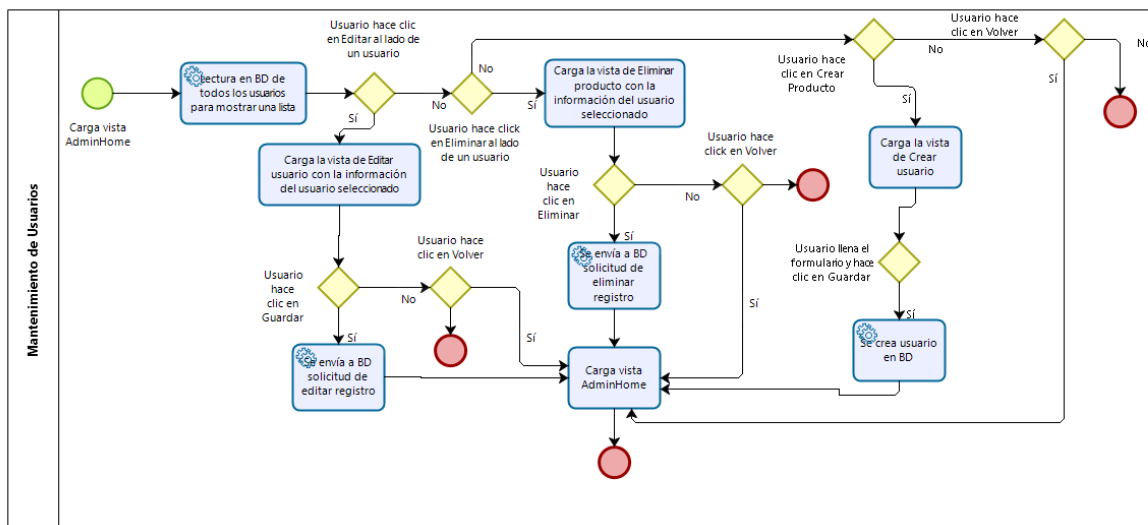 Mantenimiento de Usuarios
Carga vista
AdminHome
Lectura en BD de
todos los usuarios
para mostrar una lista
Usuario hace clic
en Editar al lado de
un usuario
No
Sí
Usuario hace click
en Eliminar al lado
de un usuario
No
Sí
Carga la vista de Editar
usuario con la información
del usuario seleccionado
Usuario
hace
clic en
Guardar
No
Sí
Usuario hace
clic en Volver
Sí
Se envía a BD
solicitud de
editar registro
Carga la vista de Eliminar
producto con la
información del usuario
seleccionado
Usuario
hace
clic en
Eliminar
No
Sí
Usuario hace
click en Volver
Sí
Se envía a BD
solicitud de
eliminar
registro
Carga vista
AdminHome
Usuario hace
clic en Crear
Producto
No
Sí
Usuario hace
clic en Volver
No
Sí
Carga la vista
de Crear
usuario
Usuario llena el
formulario y hace
clic en Guardar
Sí
Se crea usuario
en BD